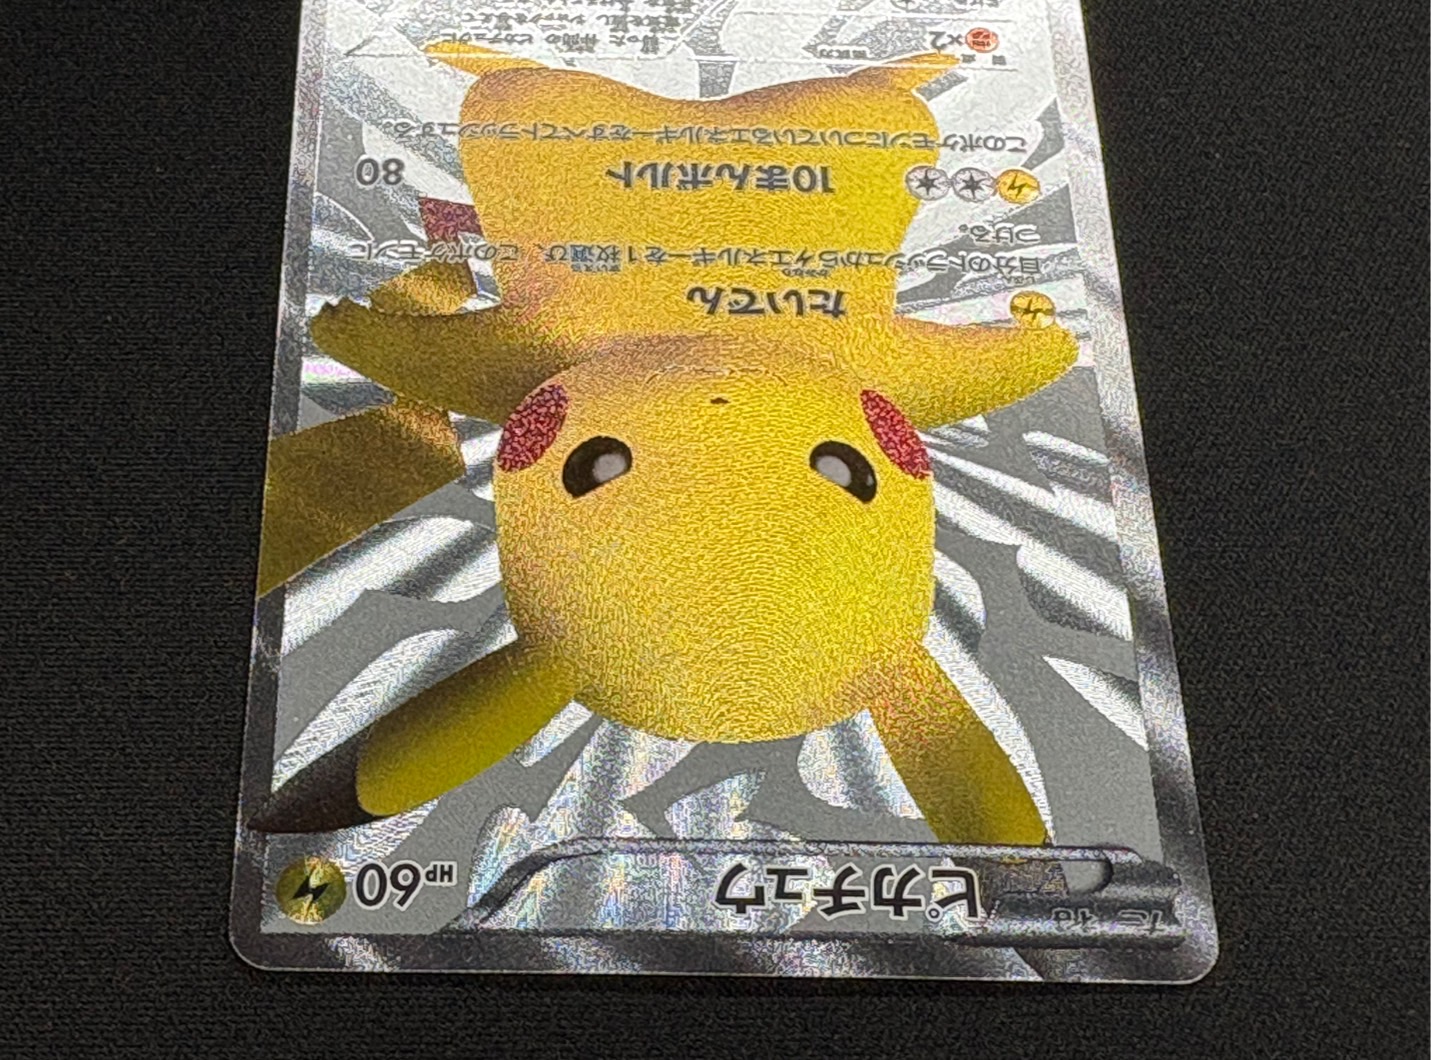 たね
ピカチュウ
HP60
たいでん
自分のトラッシュからエネルギーを1枚選び、このポケモンに
つける。
10まんボルト 80
このポケモンについているエネルギーをすべてトラッシュする。
×2